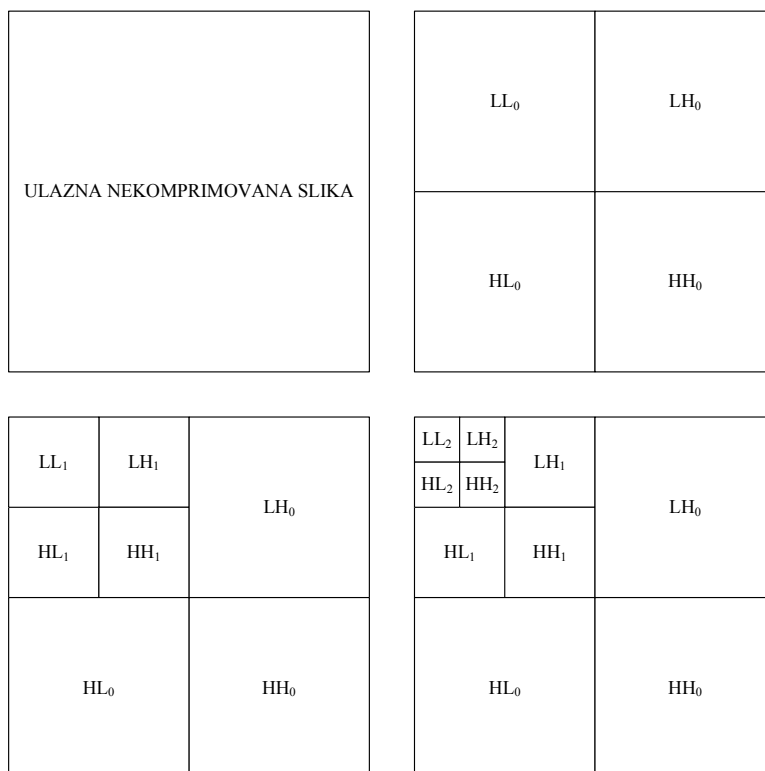 ULAZNA NEKOMPRIMOVANA SLIKA
LL₀ LH₀
HL₀ HH₀
LL₁ LH₁
LH₀
HL₁ HH₁
HL₀ HH₀
LL₂ LH₂
LH₁
HL₂ HH₂
LH₀
HL₁ HH₁
HL₀ HH₀